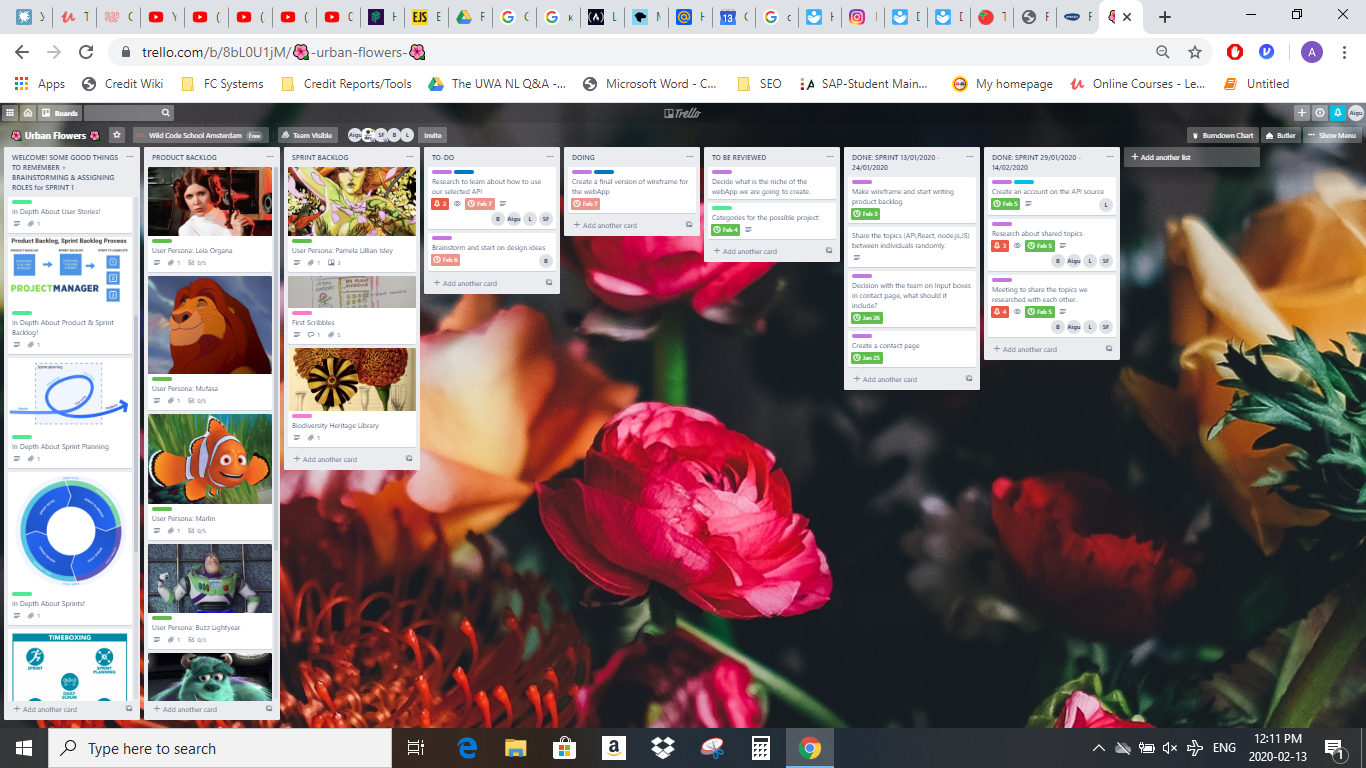 trello.com/b/8bL0U1jM/🌸-urban-flowers-🌸
Apps
Credit Wiki
FC Systems
Credit Reports/Tools
The UWA NL Q&A -...
Microsoft Word - C...
SEO
SAP-Student Main...
My homepage
Online Courses - Le...
Untitled
Boards
Trello
Aigu
🌸 Urban Flowers 🌸
Wild Code School Amsterdam
Free
Team Visible
Aigu
SF
B
L
Invite
Burndown Chart
Butler
Show Menu
WELCOME! SOME GOOD THINGS
TO REMEMBER +
BRAINSTORMING & ASSIGNING
ROLES for SPRINT 1
In Depth About User Stories!
1
Product Backlog, Sprint Backlog Process
PROJECTMANAGER
In Depth About Product & Sprint
Backlog!
1
Sprint planning
In Depth About Sprint Planning
1
In Depth About Sprints!
1
TIMEBOXING
SPRINT
SPRINT
PLANNING
DAILY
SCRUM
+ Add another card
PRODUCT BACKLOG
User Persona: Leia Organa
1 0/5
User Persona: Mufasa
1 0/5
User Persona: Marlin
1 0/5
User Persona: Buzz Lightyear
1 0/3
+ Add another card
SPRINT BACKLOG
User Persona: Pamela Lillian Isley
1 3
First Scribbles
1 5
Biodiversity Heritage Library
1
+ Add another card
TO-DO
Research to learn about how to use
our selected API
2 Feb 7
B Aigu L SF
Brainstorm and start on design ideas
Feb 6
B
+ Add another card
DOING
Create a final version of wireframe for
the webApp
Feb 7
+ Add another card
TO BE REVIEWED
Decide what is the niche of the
webApp we are going to create.
Categories for the possible project:
Feb 4
+ Add another card
DONE: SPRINT 13/01/2020 -
24/01/2020
Make wireframe and start writing
product backlog
Feb 3
Share the topics (API,React, node.js,JS)
between individuals randomly.
Decision with the team on Input boxes
in contact page, what should it
include?
Jan 26
Create a contact page
Jan 25
+ Add another card
DONE: SPRINT 29/01/2020 -
14/02/2020
Create an account on the API source
Feb 5
L
Research about shared topics
3 Feb 5
B Aigu L SF
Meeting to share the topics we
researched with each other.
4 Feb 5
B Aigu L SF
+ Add another card
+ Add another list
Type here to search
ENG
12:11 PM
2020-02-13
1